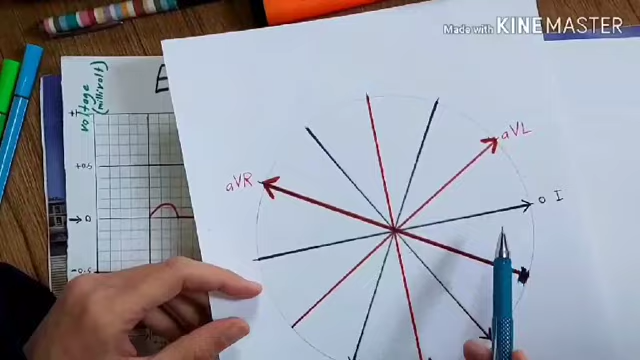 Made with KINEMASTER
E
voltage
(millivolt)
+
+0.5
0
-0.5
aVR
aVL
0 I